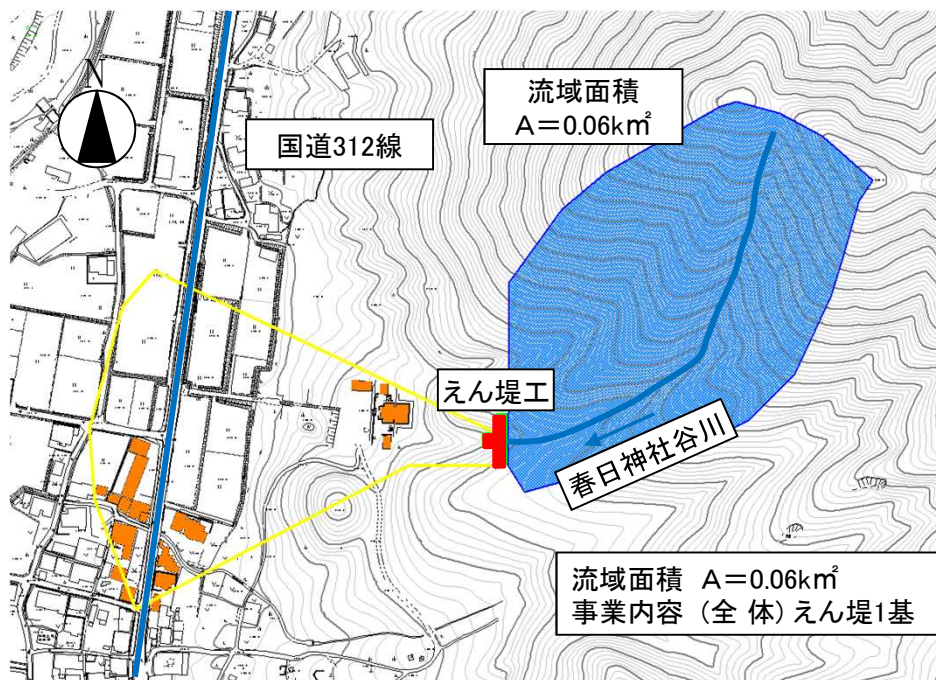 N
流域面積
A=0.06k㎡
国道312線
えん堤工
春日神社谷川
流域面積 A=0.06k㎡
事業内容 (全 体) えん堤1基